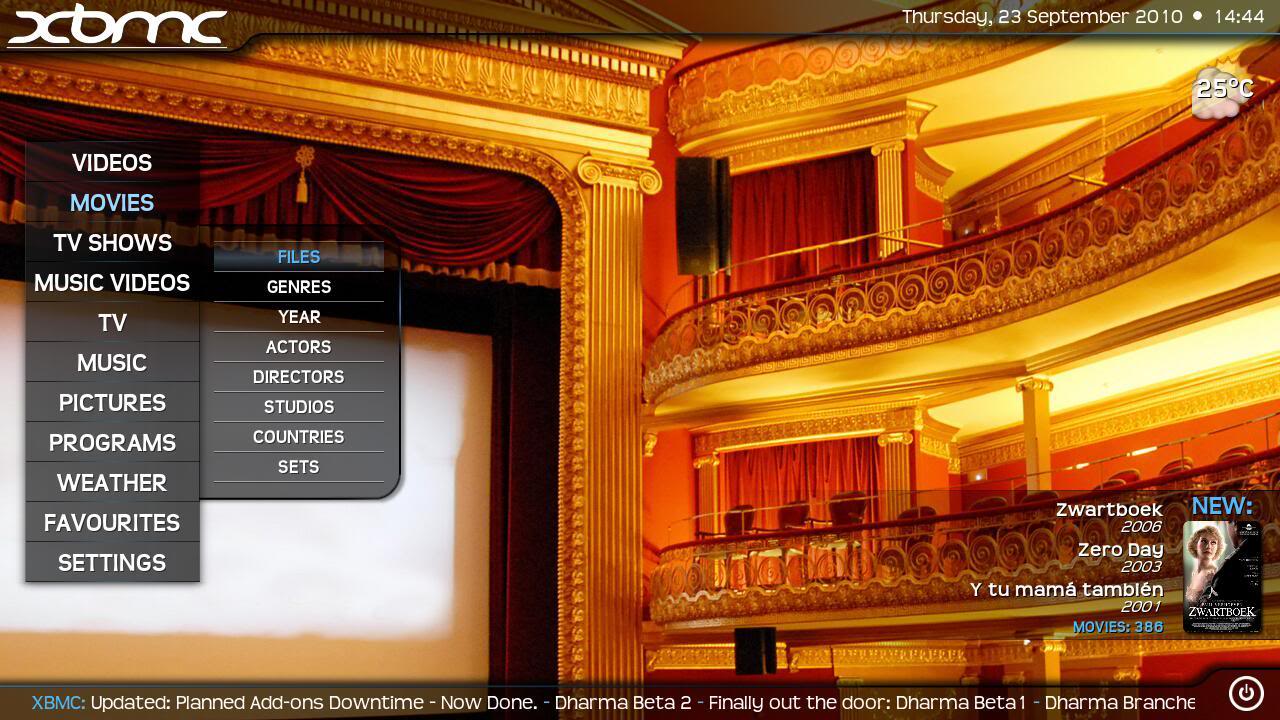 xbmc
Thursday, 23 September 2010 • 14:44
25°C
VIDEOS
MOVIES
TV SHOWS
MUSIC VIDEOS
TV
MUSIC
PICTURES
PROGRAMS
WEATHER
FAVOURITES
SETTINGS
FILES
GENRES
YEAR
ACTORS
DIRECTORS
STUDIOS
COUNTRIES
SETS
NEW:
Zwartboek
2006
Zero Day
2003
Y tu mamá también
2001
MOVIES: 386
ZWARTBOEK
XBMC: Updated: Planned Add-ons Downtime - Now Done. - Dharma Beta 2 - Finally out the door: Dharma Beta1 - Dharma Branche